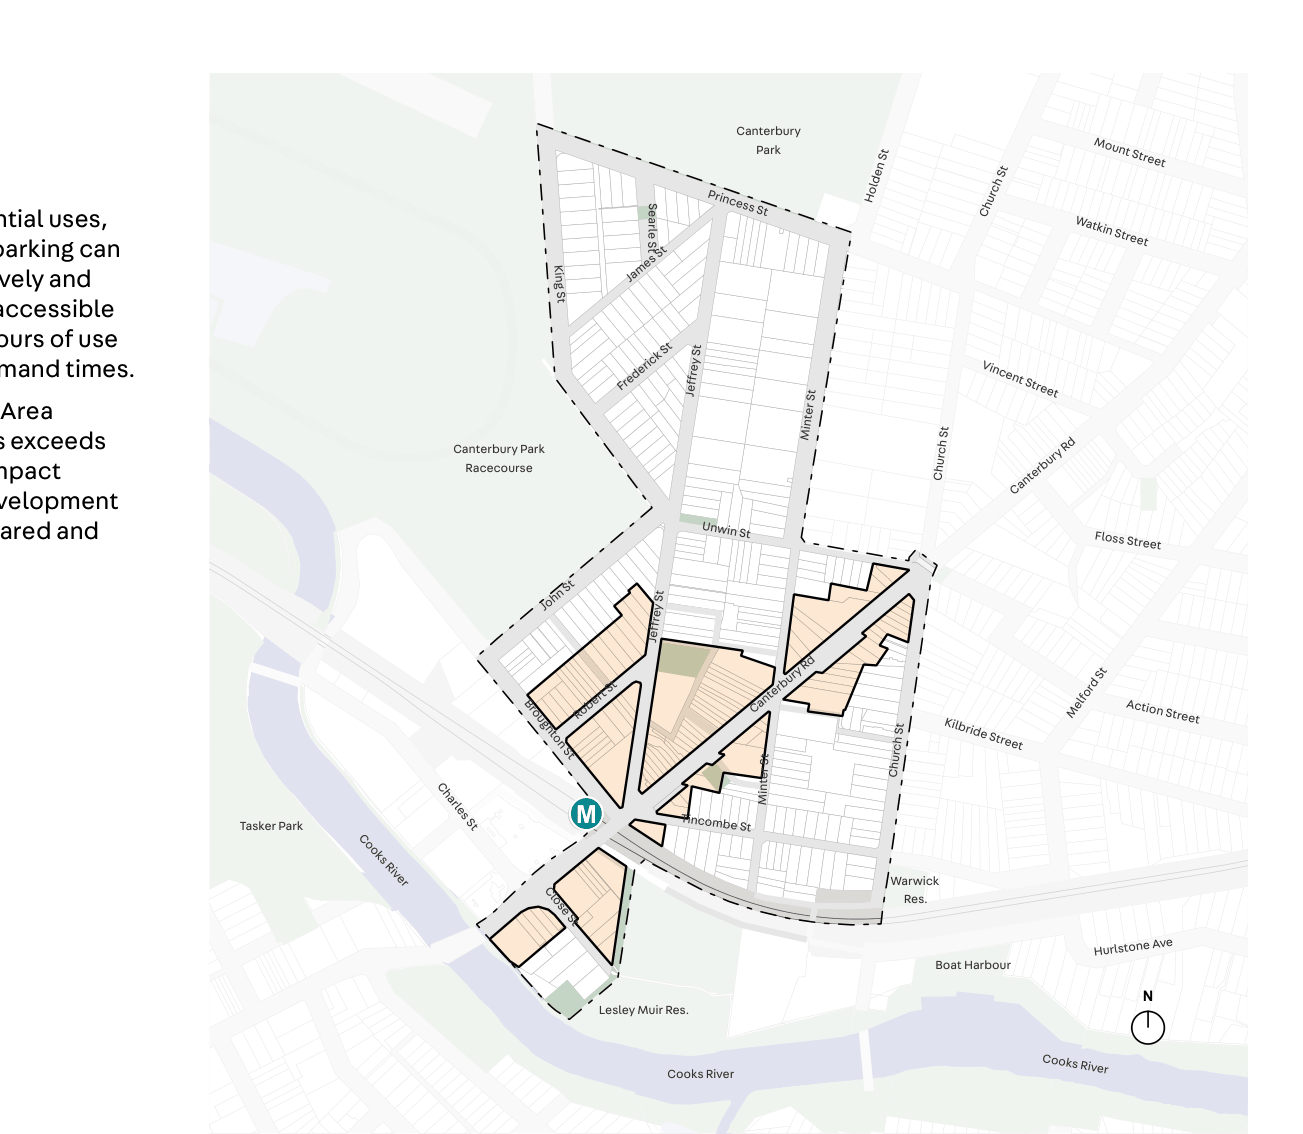 ntial uses,
parking can
vely and
accessible
ours of use
mand times.
Area
s exceeds
mpact
velopment
ared and
Canterbury
Park
Holden St
Church St
Mount Street
Watkin Street
Princess St
Searle St
James St
King St
Frederick St
Jeffrey St
Minter St
Vincent Street
Canterbury Rd
Church St
Canterbury Park
Racecourse
Floss Street
Unwin St
John St
Jeffrey St
Canterbury Rd
Robert St
Broughton St
Melford St
Action Street
Kilbride Street
Church St
Minter St
Tincombe St
M
Charles St
Tasker Park
Cooks River
Close St
Warwick
Res.
Hurlstone Ave
Boat Harbour
N
Lesley Muir Res.
Cooks River
Cooks River